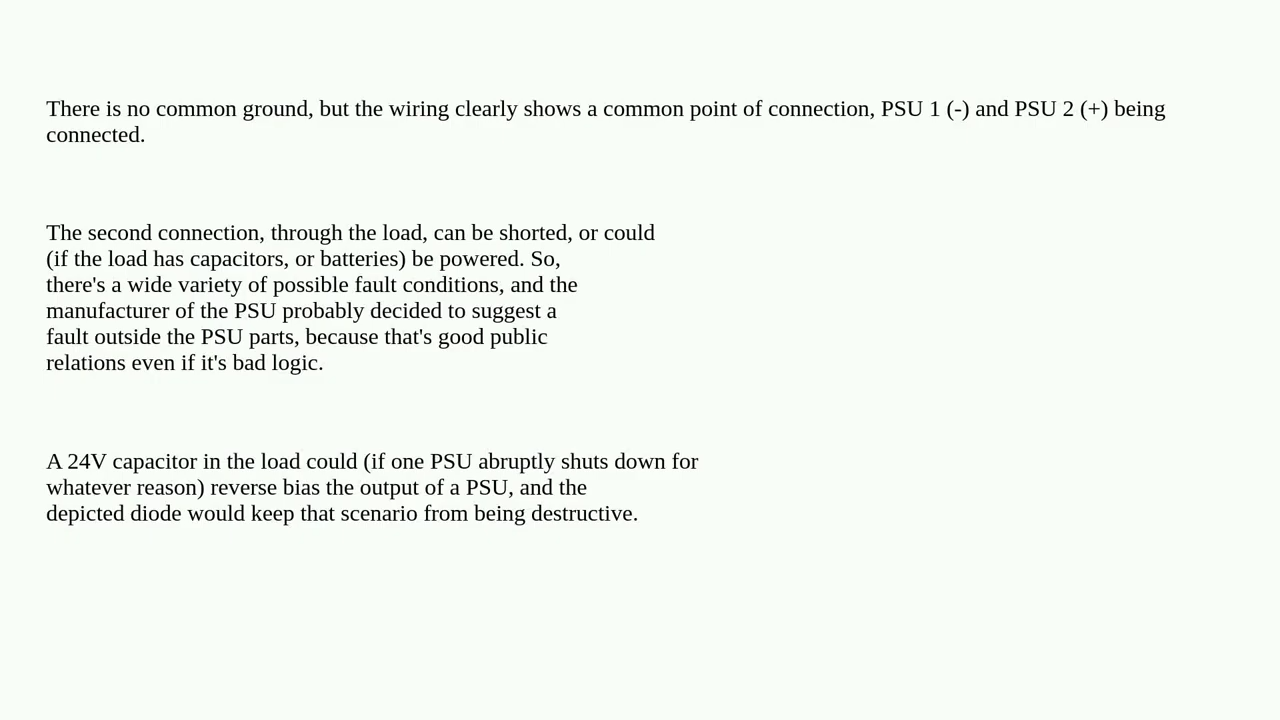 There is no common ground, but the wiring clearly shows a common point of connection, PSU 1 (-) and PSU 2 (+) being
connected.
The second connection, through the load, can be shorted, or could
(if the load has capacitors, or batteries) be powered. So,
there's a wide variety of possible fault conditions, and the
manufacturer of the PSU probably decided to suggest a
fault outside the PSU parts, because that's good public
relations even if it's bad logic.
A 24V capacitor in the load could (if one PSU abruptly shuts down for
whatever reason) reverse bias the output of a PSU, and the
depicted diode would keep that scenario from being destructive.